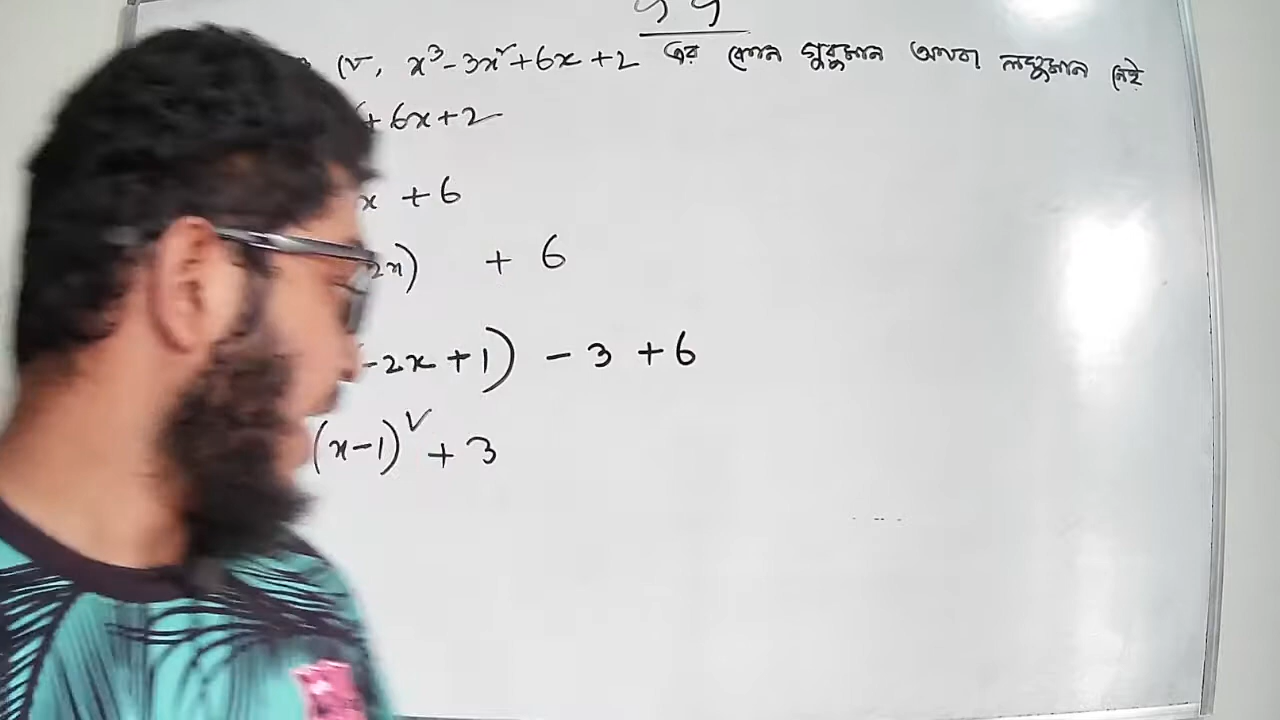 ১৭. x³-3x²+6x+2 এর কোন গুরুমান অথবা লঘুমান নেই
+ 6x+2
x + 6
2x) + 6
-2x+1) - 3 + 6
(x-1)² + 3